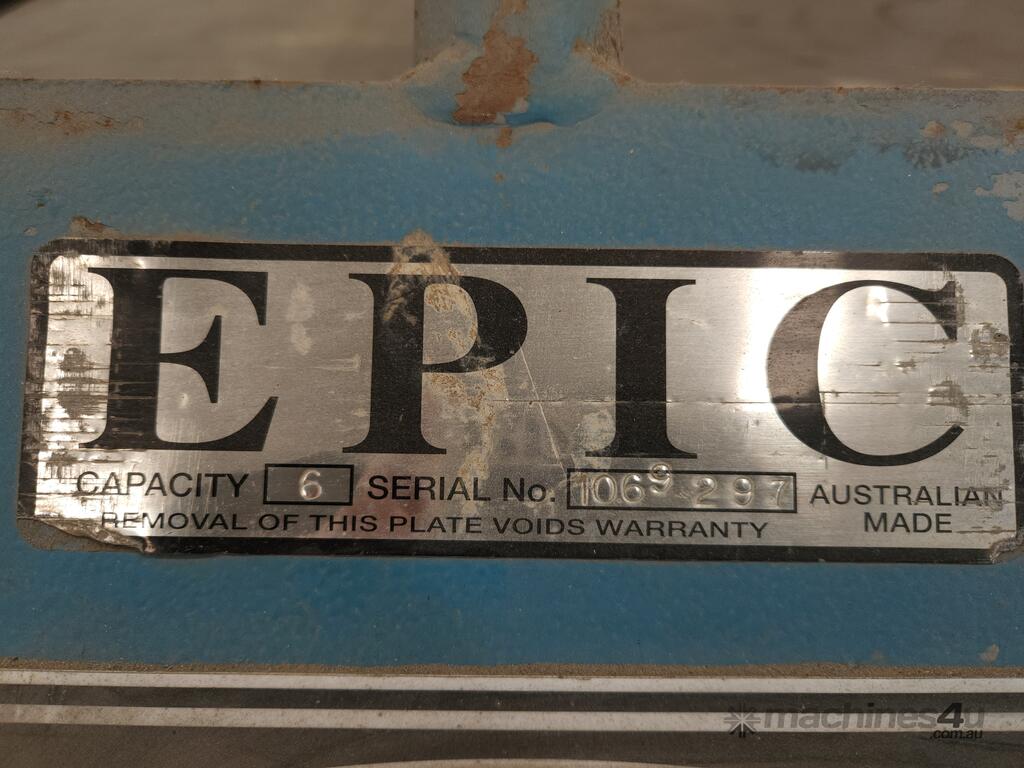 EPIC
CAPACITY 6 SERIAL No. 1069 297 AUSTRALIAN
REMOVAL OF THIS PLATE VOIDS WARRANTY MADE
machines4u
.com.au